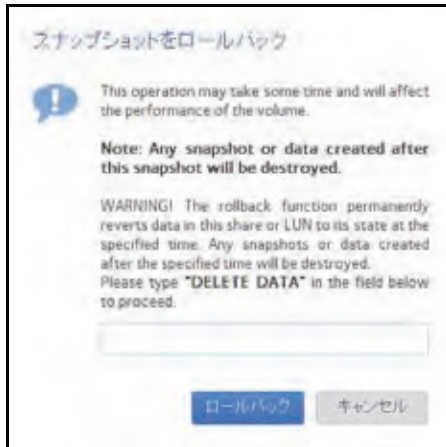 スナップショットをロールバック
This operation may take some time and will affect
the performance of the volume.
Note: Any snapshot or data created after
this snapshot will be destroyed.
WARNING! The rollback function permanently
reverts data in this share or LUN to its state at the
specified time. Any snapshots or data created
after the specified time will be destroyed.
Please type "DELETE DATA" in the field below
to proceed.
ロールバック
キャンセル